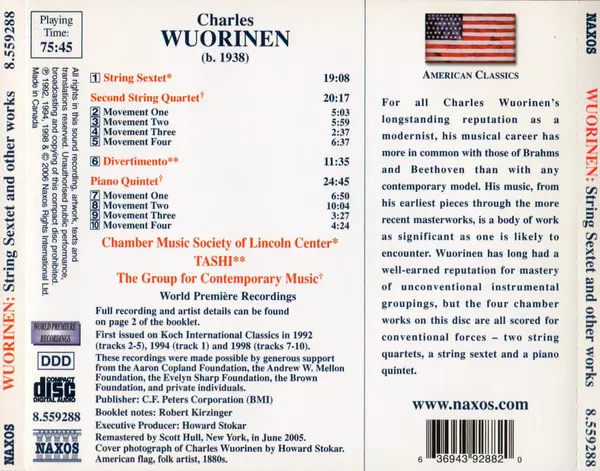 NAXOS
WUORINEN: String Sextet and other works
8.559288
Playing
Time:
75:45
All rights in this sound recording, artwork, texts and
translations reserved. Unauthorised public performance,
broadcasting and copying of this compact disc prohibited.
℗ 1992, 1994, 1998 & © 2006 Naxos Rights International Ltd.
Made in Canada
WORLD PREMIERE
RECORDINGS
DDD
COMPACT
disc
DIGITAL AUDIO
8.559288
NAXOS
Charles
WUORINEN
(b. 1938)
1 String Sextet* 19:08
Second String Quartet† 20:17
2 Movement One 5:03
3 Movement Two 5:59
4 Movement Three 2:37
5 Movement Four 6:37
6 Divertimento** 11:35
Piano Quintet† 24:45
7 Movement One 6:50
8 Movement Two 10:04
9 Movement Three 3:27
10 Movement Four 4:24
Chamber Music Society of Lincoln Center*
TASHI**
The Group for Contemporary Music†
World Première Recordings
Full recording and artist details can be found
on page 2 of the booklet.
First issued on Koch International Classics in 1992
(tracks 2-5), 1994 (track 1) and 1998 (tracks 7-10).
These recordings were made possible by generous support
from the Aaron Copland Foundation, the Andrew W. Mellon
Foundation, the Evelyn Sharp Foundation, the Brown
Foundation, and private individuals.
Publisher: C.F. Peters Corporation (BMI)
Booklet notes: Robert Kirzinger
Executive Producer: Howard Stokar
Remastered by Scott Hull, New York, in June 2005.
Cover photograph of Charles Wuorinen by Howard Stokar.
American flag, folk artist, 1880s.
AMERICAN CLASSICS
For all Charles Wuorinen's
longstanding reputation as a
modernist, his musical career has
more in common with those of Brahms
and Beethoven than with any
contemporary model. His music, from
his earliest pieces through the more
recent masterworks, is a body of work
as significant as one is likely to
encounter. Wuorinen has long had a
well-earned reputation for mastery
of unconventional instrumental
groupings, but the four chamber
works on this disc are all scored for
conventional forces – two string
quartets, a string sextet and a piano
quintet.
www.naxos.com
6 36943 92882 0
NAXOS
WUORINEN: String Sextet and other works
8.559288